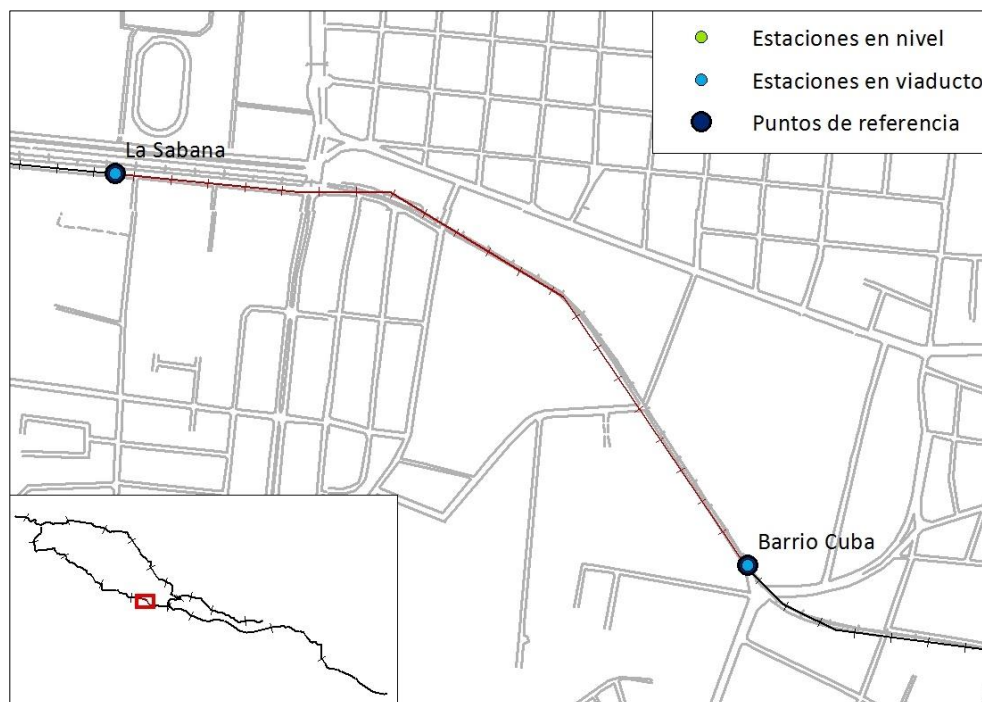 Estaciones en nivel
Estaciones en viaducto
Puntos de referencia
La Sabana
Barrio Cuba